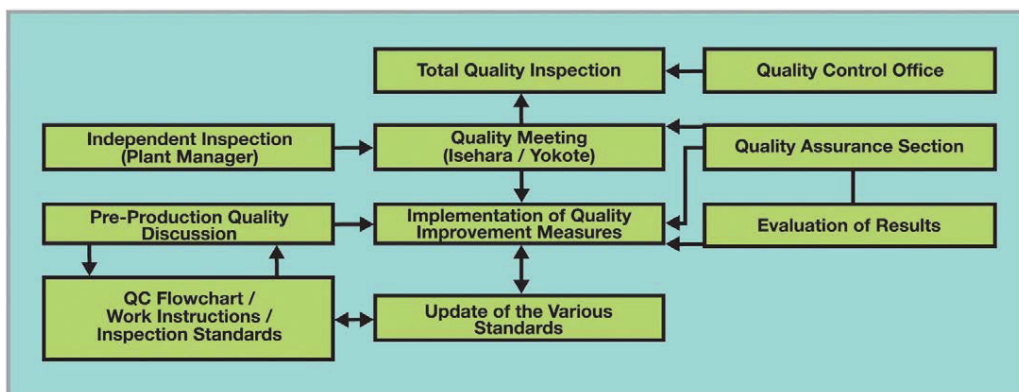 Total Quality Inspection
Quality Control Office
Independent Inspection
(Plant Manager)
Quality Meeting
(Isehara / Yokote)
Quality Assurance Section
Pre-Production Quality
Discussion
Implementation of Quality
Improvement Measures
Evaluation of Results
QC Flowchart /
Work Instructions /
Inspection Standards
Update of the Various
Standards